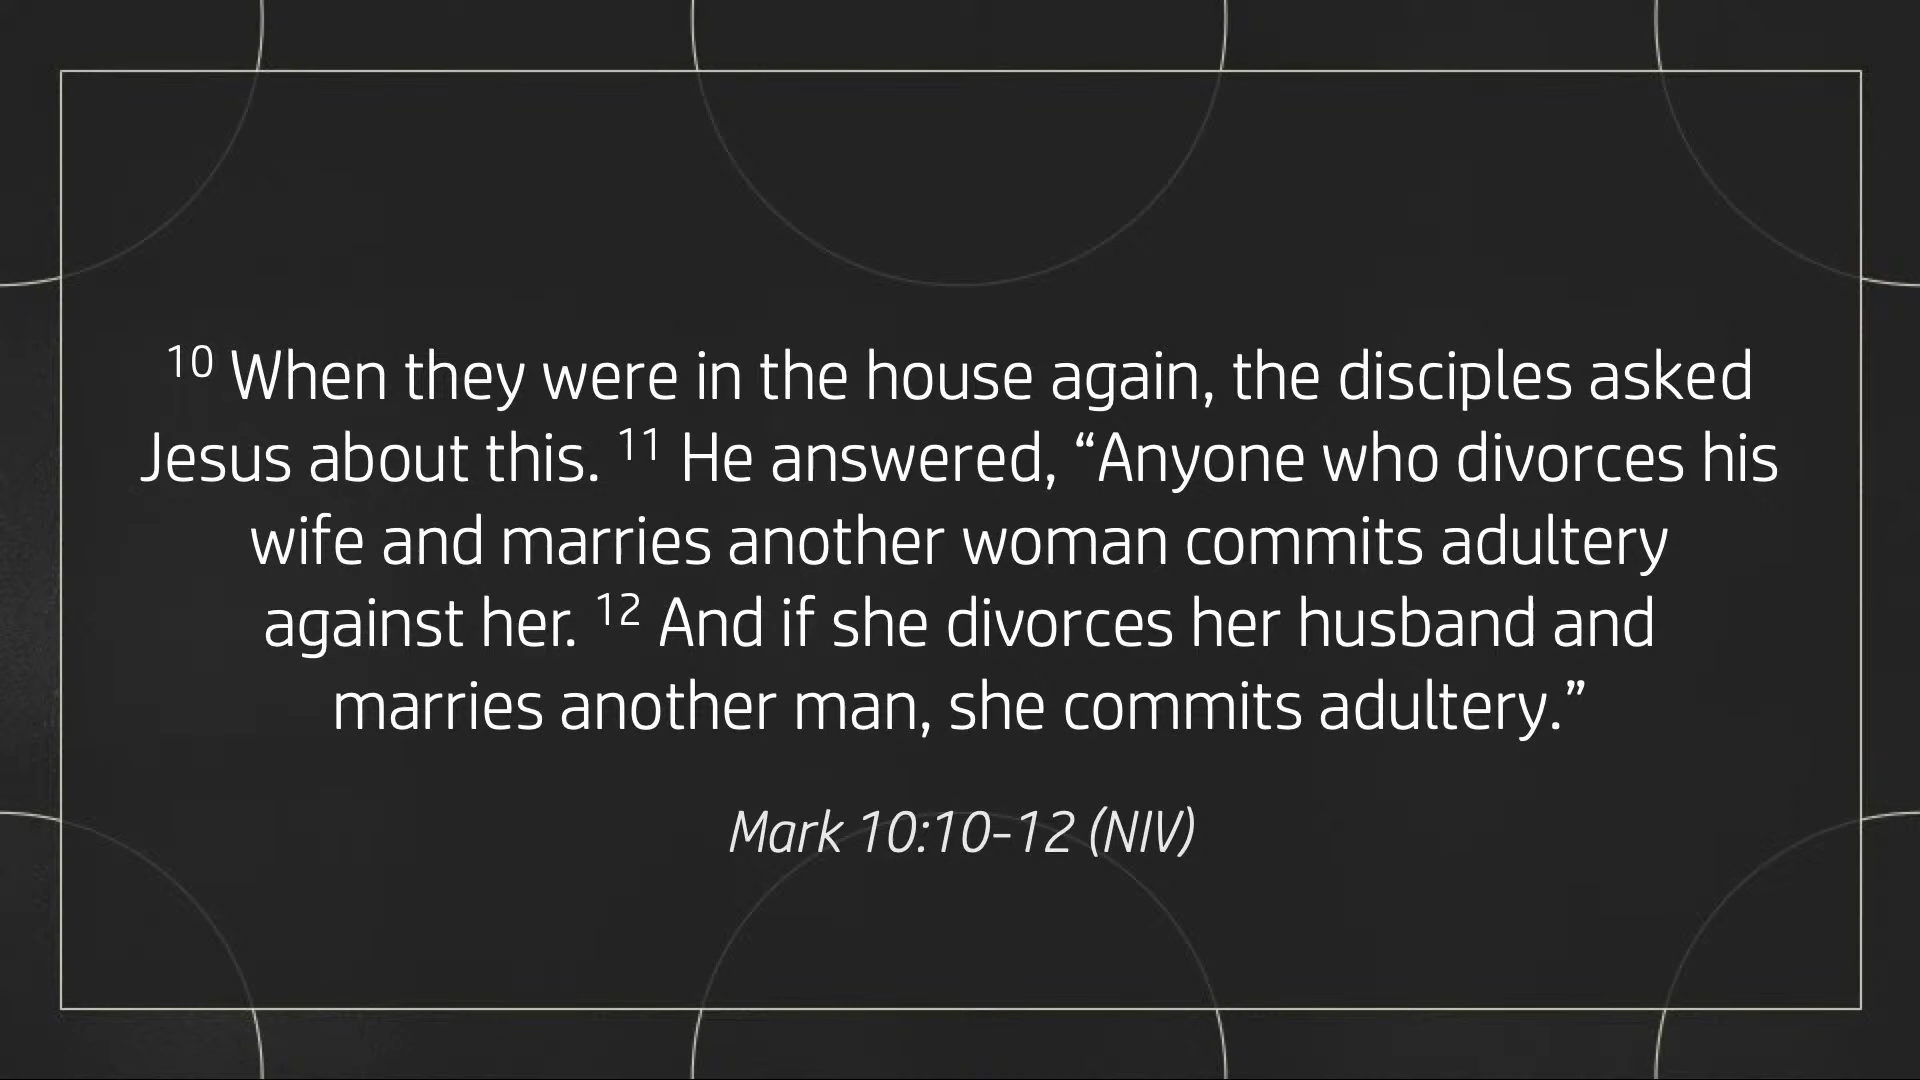 10 When they were in the house again, the disciples asked
Jesus about this. 11 He answered, “Anyone who divorces his
wife and marries another woman commits adultery
against her. 12 And if she divorces her husband and
marries another man, she commits adultery.”
Mark 10:10-12 (NIV)